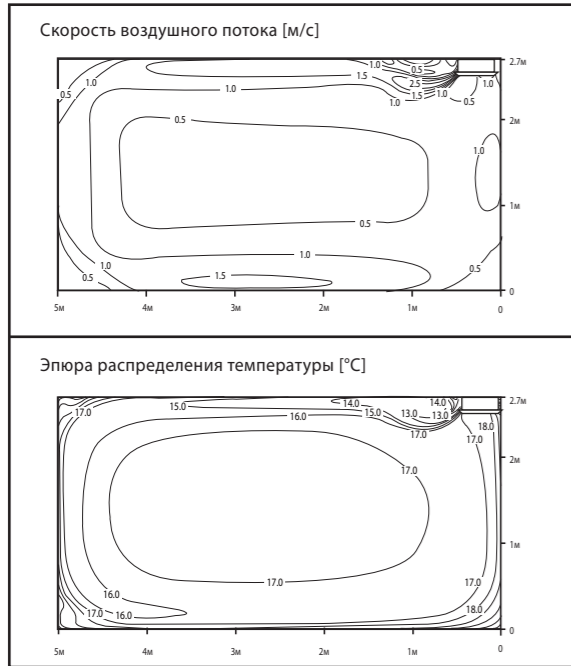 Скорость воздушного потока [м/с]
1.0 0.5 1.0 2.7м
0.5 1.0 1.0 1.5 2.5 1.5 1.0 1.0 0.5
1.0
0.5 2м
1.0
1м
0.5
1.0 1.0
0.5 1.5 0.5
0
5м 4м 3м 2м 1м 0
Эпюра распределения температуры [°C]
14.0 14.0 2.7м
17.0 15.0 16.0 15.0 13.0 13.0
17.0 18.0
17.0
17.0 2м
1м
17.0 17.0
16.0
17.0 16.0 18.0
0
5м 4м 3м 2м 1м 0